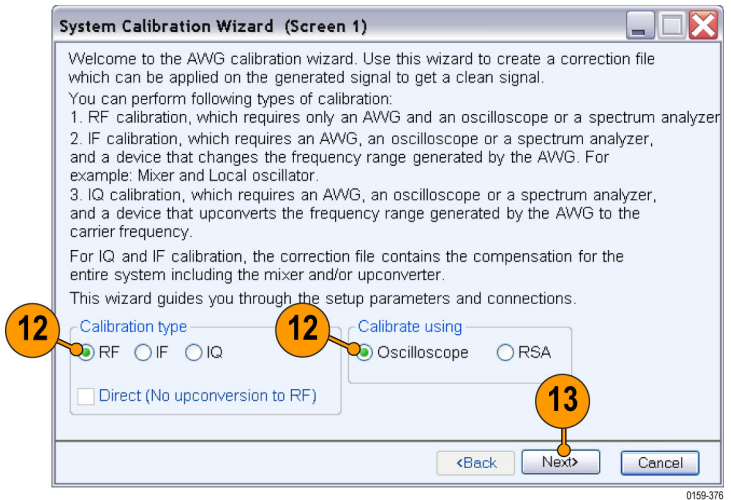 System Calibration Wizard (Screen 1)
Welcome to the AWG calibration wizard. Use this wizard to create a correction file
which can be applied on the generated signal to get a clean signal.
You can perform following types of calibration:
1. RF calibration, which requires only an AWG and an oscilloscope or a spectrum analyzer
2. IF calibration, which requires an AWG, an oscilloscope or a spectrum analyzer,
and a device that changes the frequency range generated by the AWG. For
example: Mixer and Local oscillator.
3. IQ calibration, which requires an AWG, an oscilloscope or a spectrum analyzer,
and a device that upconverts the frequency range generated by the AWG to the
carrier frequency.
For IQ and IF calibration, the correction file contains the compensation for the
entire system including the mixer and/or upconverter.
This wizard guides you through the setup parameters and connections.
12 Calibration type 12 Calibrate using
RF IF IQ Oscilloscope RSA
Direct (No upconversion to RF)
13
<Back Next> Cancel
0159-376